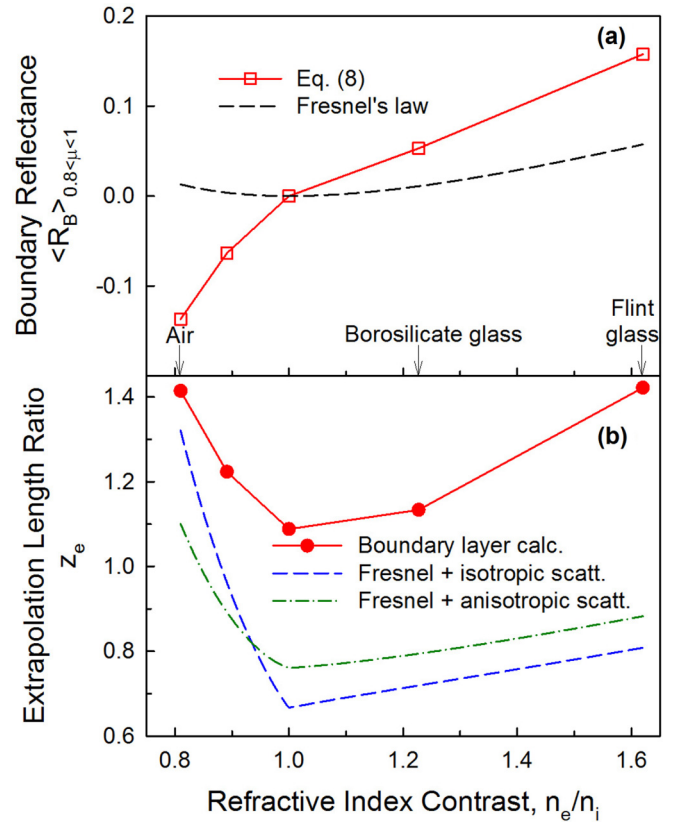 (a)
Eq. (8)
Fresnel's law
Boundary Reflectance
<R_B>_0.8<μ<1
0.2
0.1
0.0
-0.1
Air
Borosilicate glass
Flint
glass
(b)
Boundary layer calc.
Fresnel + isotropic scatt.
Fresnel + anisotropic scatt.
Extrapolation Length Ratio
z_e
1.4
1.2
1.0
0.8
0.6
0.8 1.0 1.2 1.4 1.6
Refractive Index Contrast, n_e/n_i